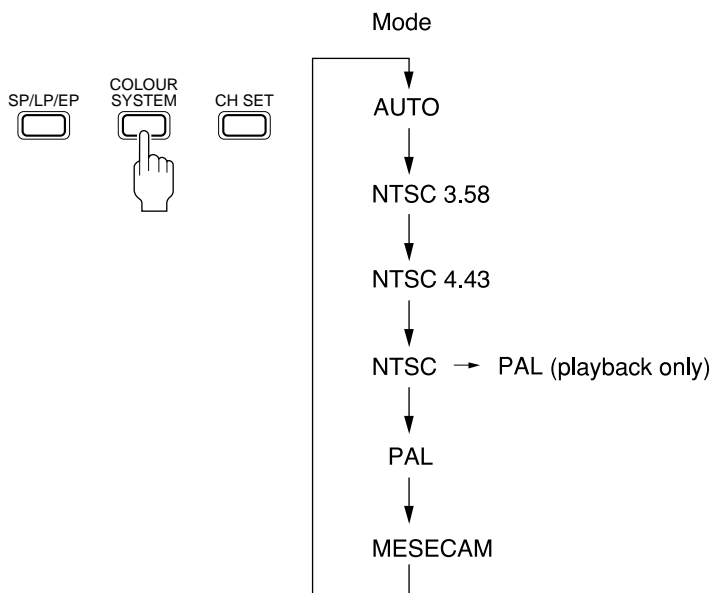 Mode
SP/LP/EP
COLOUR
SYSTEM
CH SET
AUTO
NTSC 3.58
NTSC 4.43
NTSC → PAL (playback only)
PAL
MESECAM